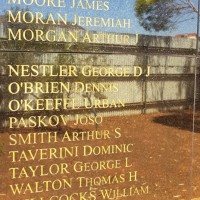 MOORE JAMES
MORAN JEREMIAH
MORGAN ARTHUR J
NESTLER GEORGE D J
O'BRIEN DENNIS
O'KEEFFE URBAN
PASKOV JOSO
SMITH ARTHUR S
TAVERINI DOMINIC
TAYLOR GEORGE L
WALTON THOMAS H
WILLIAM